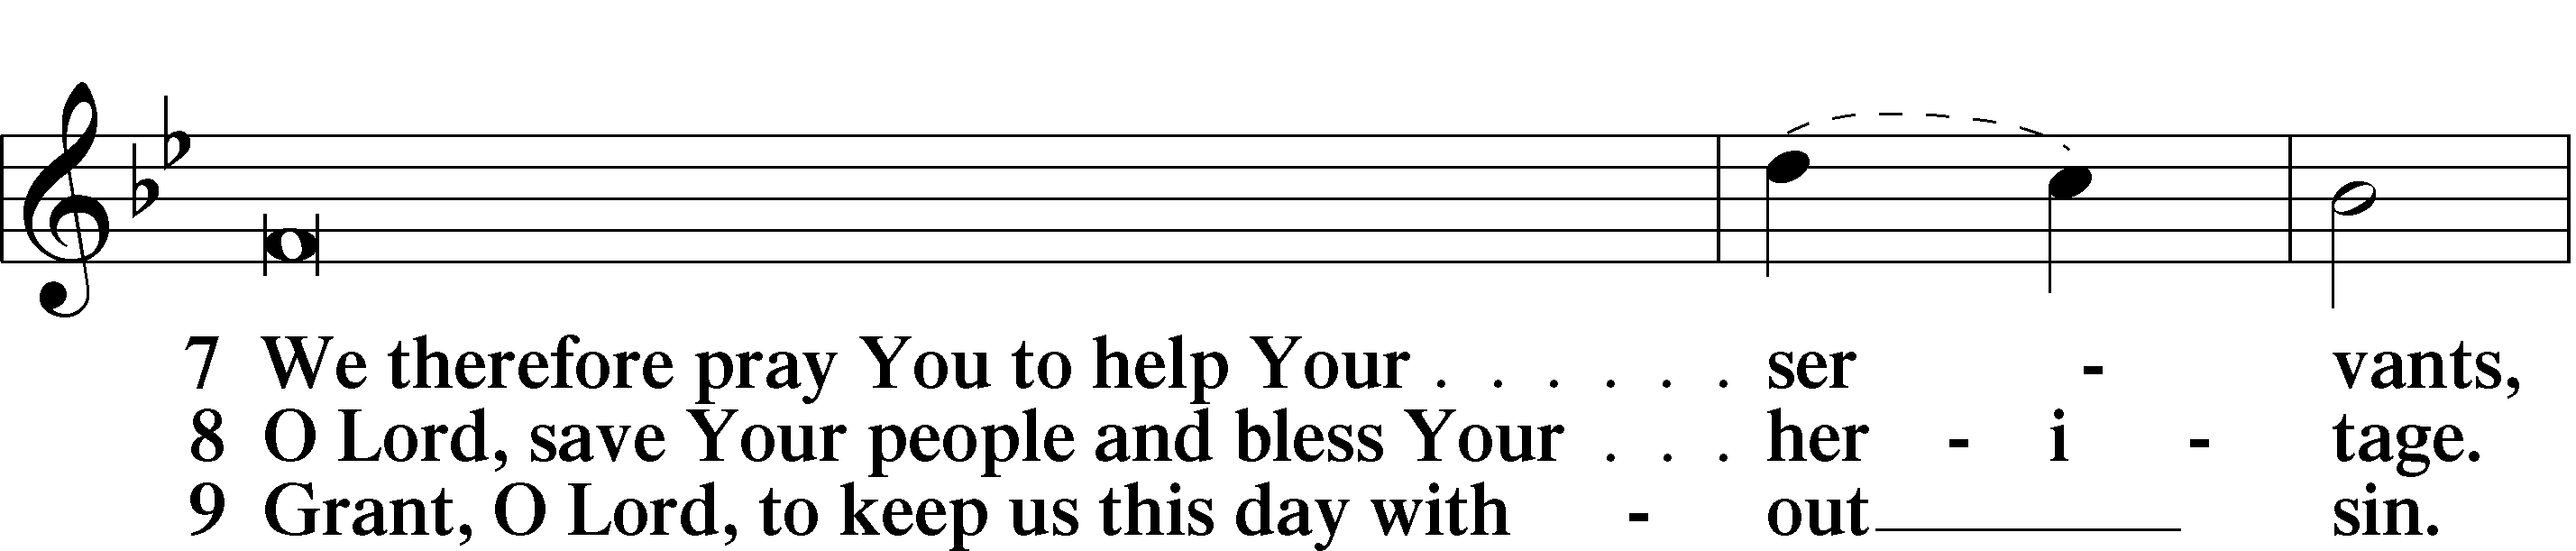 7 We therefore pray You to help Your . . . . . . ser - vants,
8 O Lord, save Your people and bless Your . . . her - i - tage.
9 Grant, O Lord, to keep us this day with - out sin.